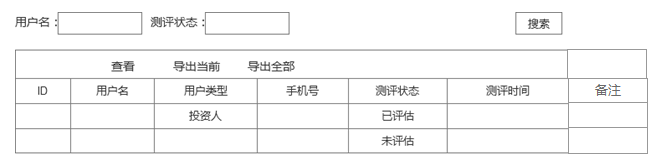 用户名： 测评状态： 搜索
查看 导出当前 导出全部
ID 用户名 用户类型 手机号 测评状态 测评时间 备注
投资人 已评估
未评估